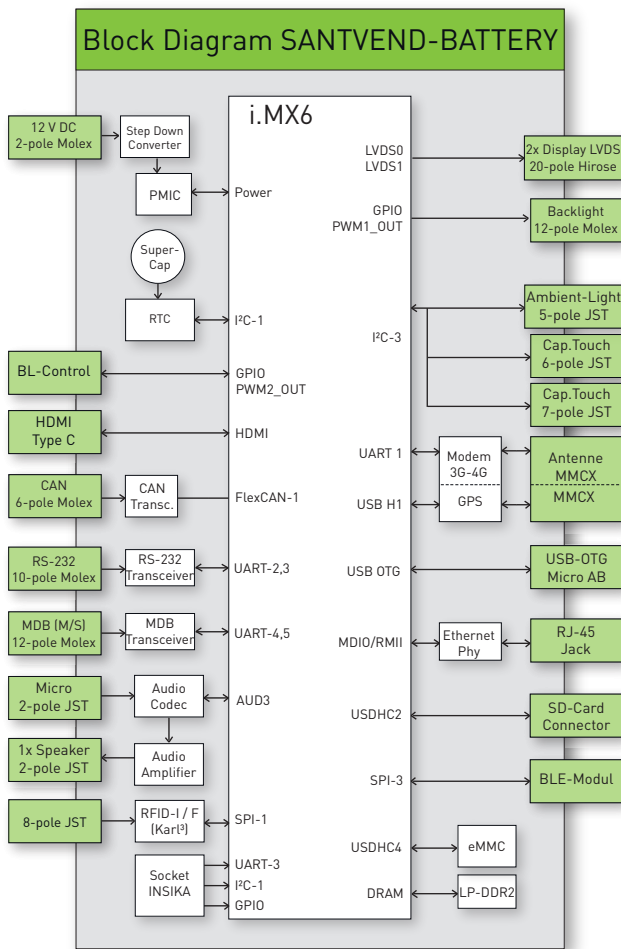 Block Diagram SANTVEND-BATTERY
i.MX6
12 V DC
2-pole Molex
Step Down
Converter
PMIC
Power
Super-
Cap
RTC
I²C-1
BL-Control
GPIO
PWM2_OUT
HDMI
Type C
HDMI
CAN
6-pole Molex
CAN
Transc.
FlexCAN-1
RS-232
10-pole Molex
RS-232
Transceiver
UART-2,3
MDB (M/S)
12-pole Molex
MDB
Transceiver
UART-4,5
Micro
2-pole JST
Audio
Codec
AUD3
1x Speaker
2-pole JST
Audio
Amplifier
8-pole JST
RFID-I / F
(Karl³)
SPI-1
Socket
INSIKA
UART-3
I²C-1
GPIO
LVDS0
LVDS1
2x Display LVDS
20-pole Hirose
GPIO
PWM1_OUT
Backlight
12-pole Molex
I²C-3
Ambient-Light
5-pole JST
Cap.Touch
6-pole JST
Cap.Touch
7-pole JST
UART 1
USB H1
Modem
3G-4G
GPS
Antenne
MMCX
MMCX
USB OTG
USB-OTG
Micro AB
MDIO/RMII
Ethernet
Phy
RJ-45
Jack
USDHC2
SD-Card
Connector
SPI-3
BLE-Modul
USDHC4
eMMC
DRAM
LP-DDR2